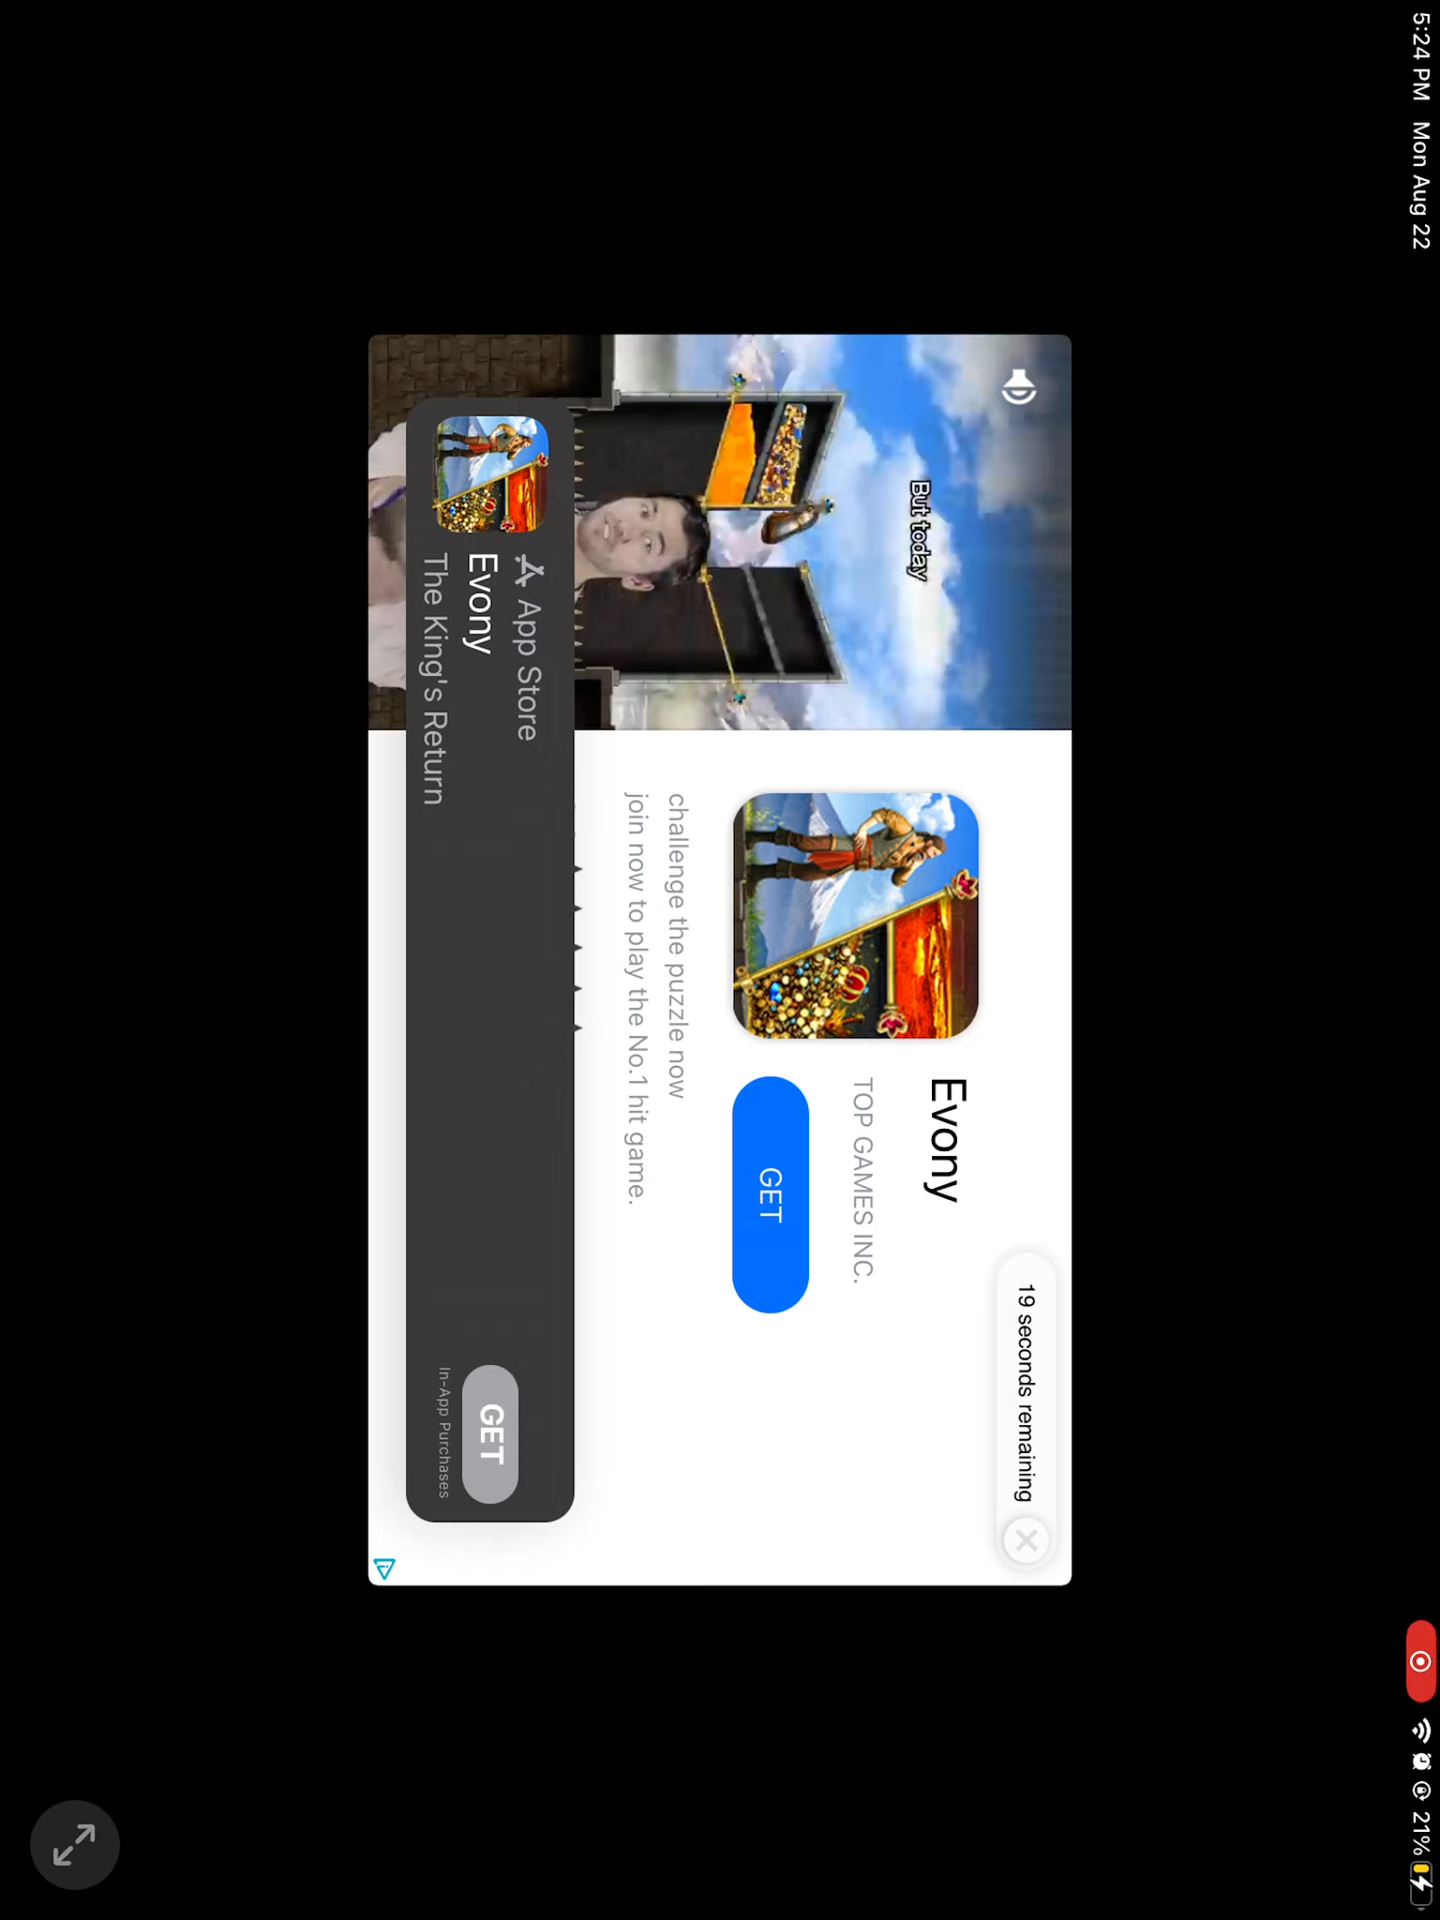 5:24 PM Mon Aug 22
21%
19 seconds remaining
But today
Evony
TOP GAMES INC.
GET
challenge the puzzle now
join now to play the No.1 hit game.
App Store
Evony
The King's Return
GET
In-App Purchases